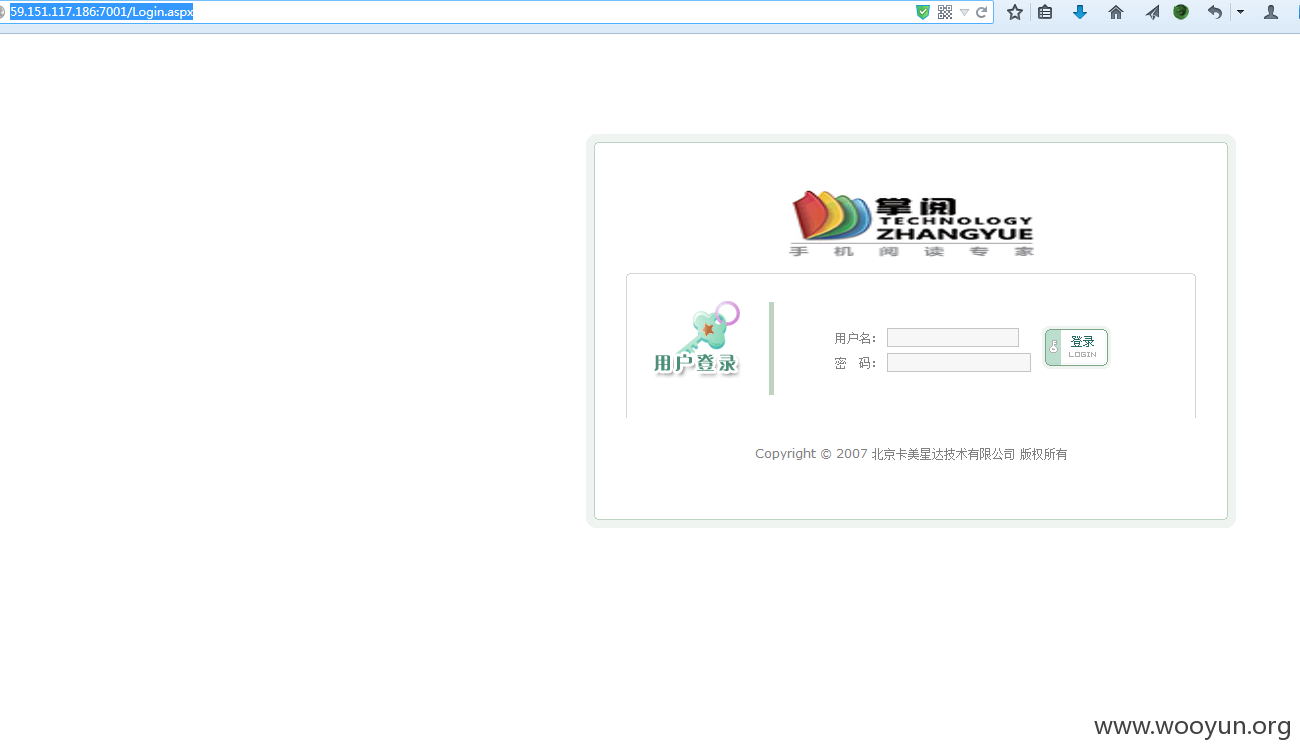 59.151.117.186:7001/Login.aspx
掌阅
TECHNOLOGY
ZHANGYUE
手机阅读专家
用户登录
用户名：
密 码：
登录
LOGIN
Copyright © 2007 北京卡美星达技术有限公司 版权所有
www.wooyun.org